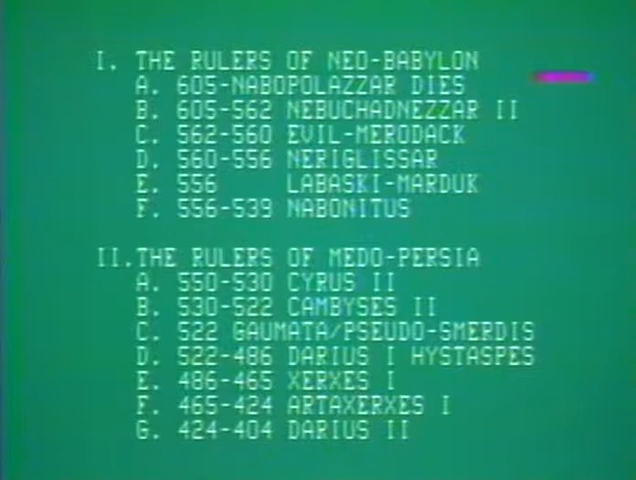 I. THE RULERS OF NEO-BABYLON
A. 605-NABOPOLAZZAR DIES
B. 605-562 NEBUCHADNEZZAR II
C. 562-560 EVIL-MERODACK
D. 560-556 NERIGLISSAR
E. 556 LABASKI-MARDUK
F. 556-539 NABONITUS
II. THE RULERS OF MEDO-PERSIA
A. 550-530 CYRUS II
B. 530-522 CAMBYSES II
C. 522 GAUMATA/PSEUDO-SMERDIS
D. 522-486 DARIUS I HYSTASPES
E. 486-465 XERXES I
F. 465-424 ARTAXERXES I
G. 424-404 DARIUS II